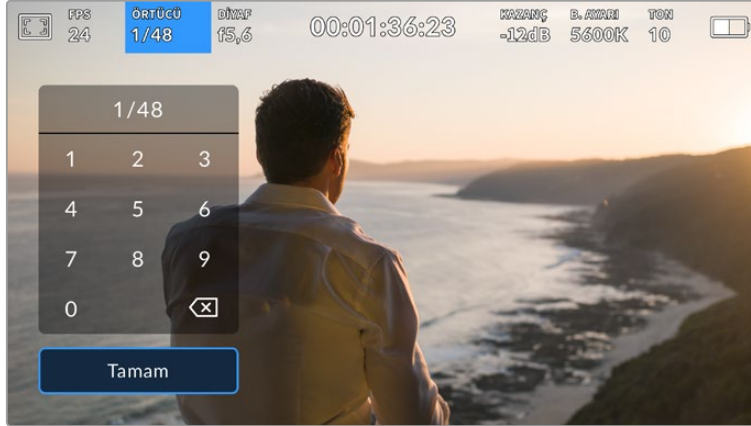 FPS ÖRTÜCÜ DİYAF KAZANÇ B. AYARI TON
24 1/48 f5,6 00:01:36:23 -12dB 5600K 10
1/48
1 2 3
4 5 6
7 8 9
0
Tamam